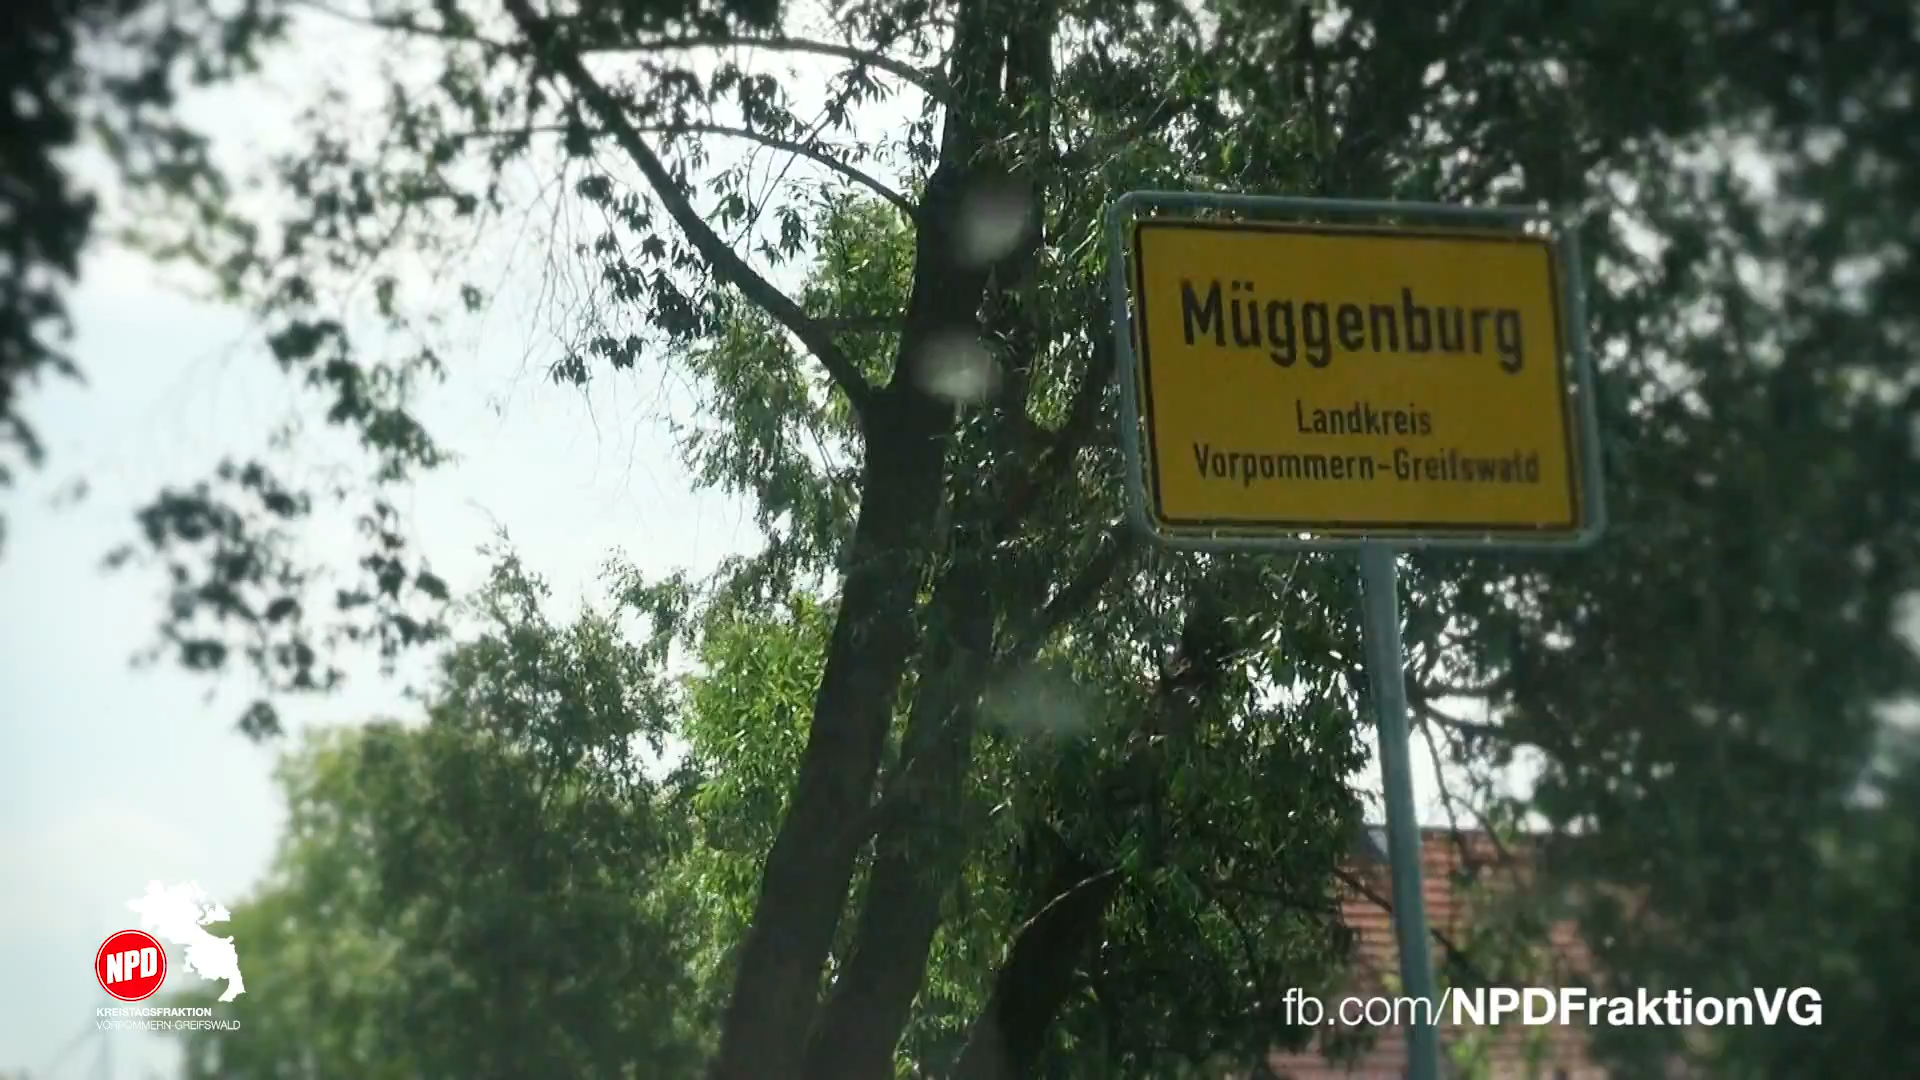 Müggenburg
Landkreis
Vorpommern-Greifswald
NPD
KREISTAGSFRAKTION
VORPOMMERN-GREIFSWALD
fb.com/NPDFraktionVG